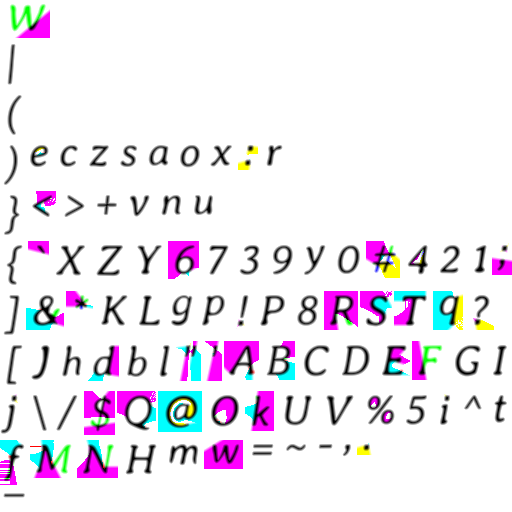 W
|
(
) e c z s a o x : r
} < > + v n u
{ ` X Z Y 6 7 3 9 y 0 # 4 2 1 ;
] & * K L g p ! P 8 R S T q ?
[ J h d b l " ' A B C D E F G I
j \ / $ Q @ O k U V % 5 i ^ t
f M N H m w = ~ - , .
_